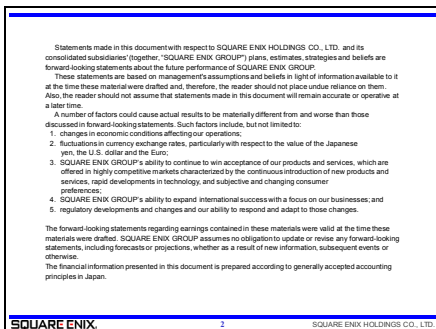 Statements made in this document with respect to SQUARE ENIX HOLDINGS CO., LTD. and its
consolidated subsidiaries' (together, "SQUARE ENIX GROUP") plans, estimates, strategies and beliefs are
forward-looking statements about the future performance of SQUARE ENIX GROUP.
These statements are based on management's assumptions and beliefs in light of information available to it
at the time these material were drafted and, therefore, the reader should not place undue reliance on them.
Also, the reader should not assume that statements made in this document will remain accurate or operative at
a later time.
A number of factors could cause actual results to be materially different from and worse than those
discussed in forward-looking statements. Such factors include, but not limited to:
1. changes in economic conditions affecting our operations;
2. fluctuations in currency exchange rates, particularly with respect to the value of the Japanese
yen, the U.S. dollar and the Euro;
3. SQUARE ENIX GROUP's ability to continue to win acceptance of our products and services, which are
offered in highly competitive markets characterized by the continuous introduction of new products and
services, rapid developments in technology, and subjective and changing consumer
preferences;
4. SQUARE ENIX GROUP's ability to expand international success with a focus on our businesses; and
5. regulatory developments and changes and our ability to respond and adapt to those changes.
The forward-looking statements regarding earnings contained in these materials were valid at the time these
materials were drafted. SQUARE ENIX GROUP assumes no obligation to update or revise any forward-looking
statements, including forecasts or projections, whether as a result of new information, subsequent events or
otherwise.
The financial information presented in this document is prepared according to generally accepted accounting
principles in Japan.
SQUARE ENIX.
2
SQUARE ENIX HOLDINGS CO., LTD.